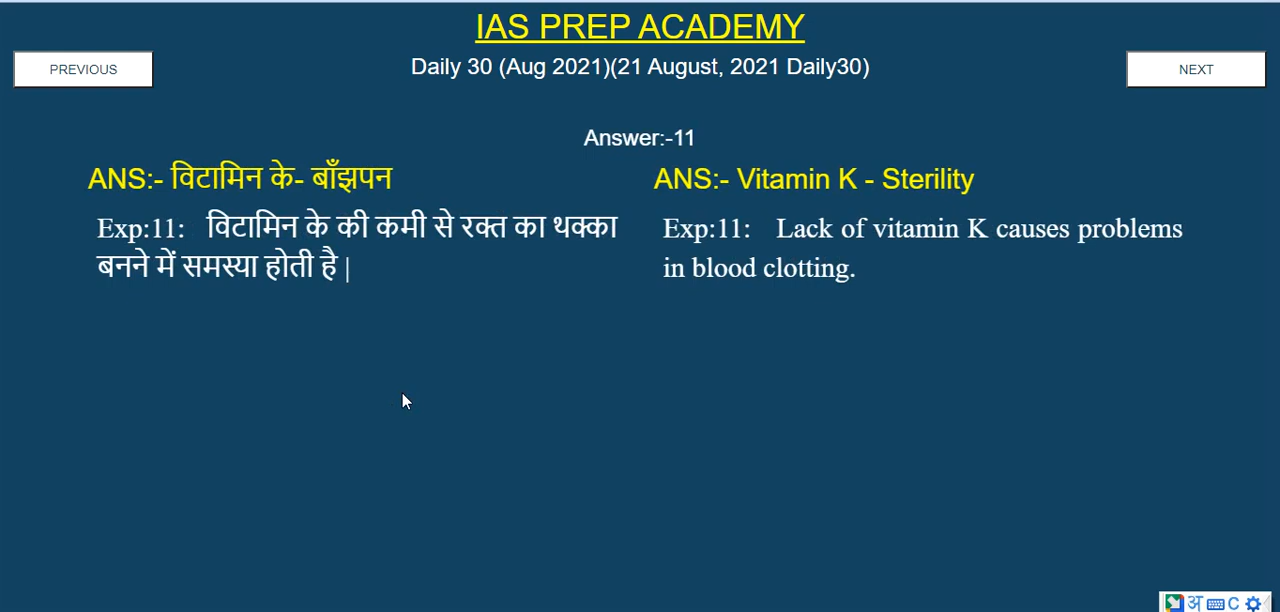 IAS PREP ACADEMY
PREVIOUS
Daily 30 (Aug 2021)(21 August, 2021 Daily30)
NEXT
Answer:-11
ANS:- विटामिन के- बाँझपन
Exp:11: विटामिन के की कमी से रक्त का थक्का
बनने में समस्या होती है |
ANS:- Vitamin K - Sterility
Exp:11: Lack of vitamin K causes problems
in blood clotting.
अ C